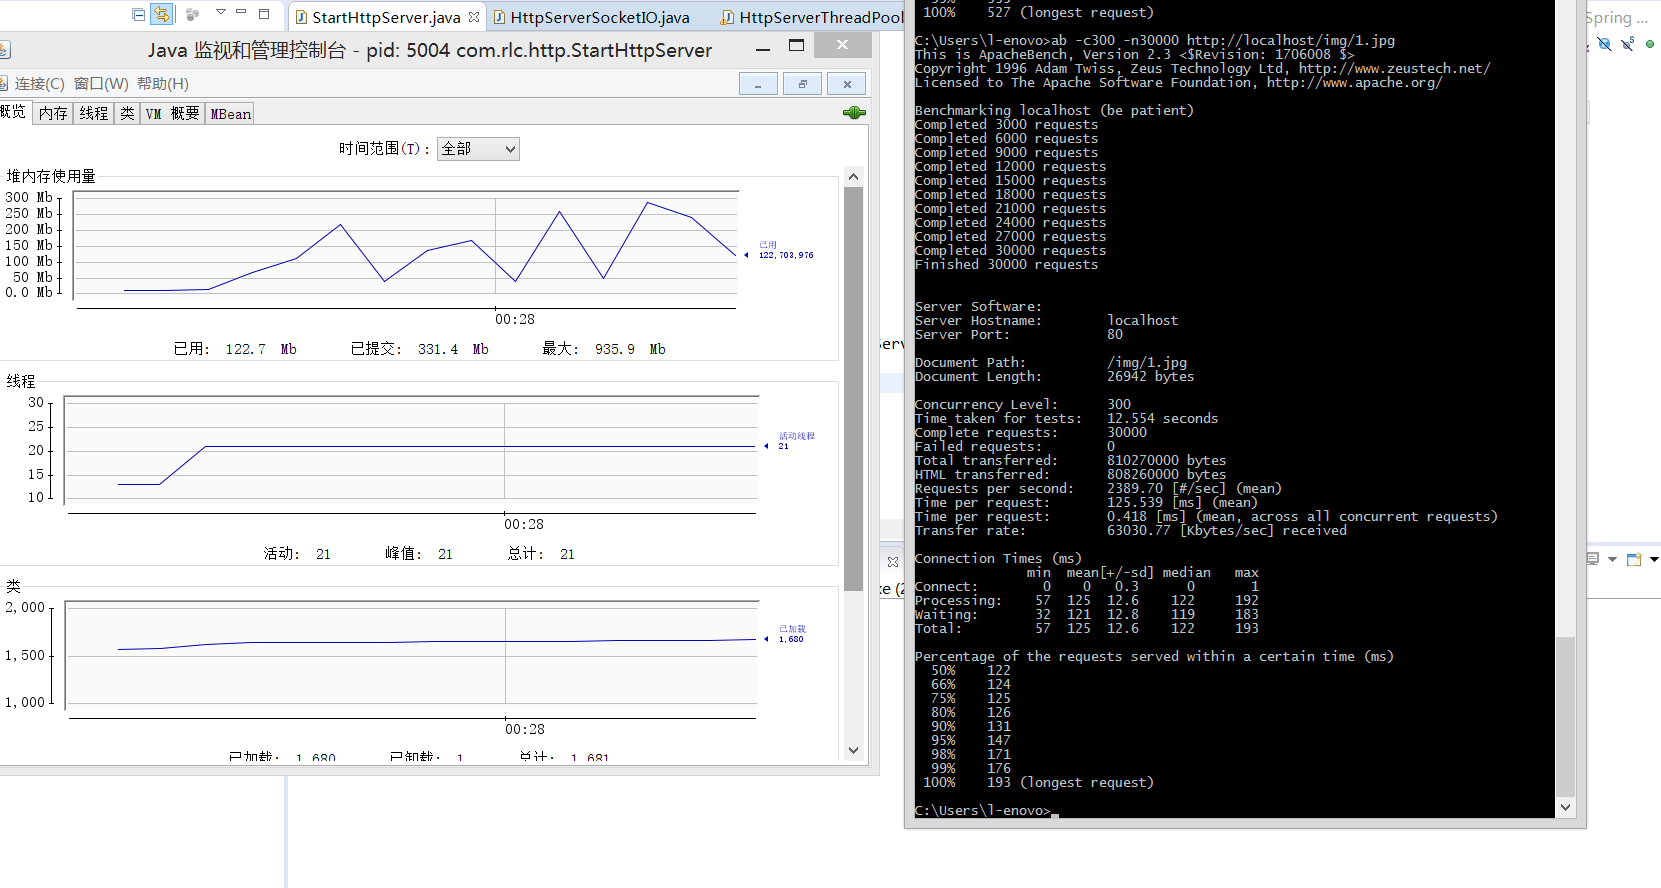 StartHttpServer.java
HttpServerSocketIO.java
HttpServerThreadPool
Java 监视和管理控制台 - pid: 5004 com.rlc.http.StartHttpServer
连接(C) 窗口(W) 帮助(H)
概览 内存 线程 类 VM 概要 MBean
时间范围(T): 全部
堆内存使用量
300 Mb
250 Mb
200 Mb
150 Mb
100 Mb
50 Mb
0.0 Mb
已用
122,703,976
00:28
已用: 122.7 Mb 已提交: 331.4 Mb 最大: 935.9 Mb
线程
30
25
20
15
10
活动线程
21
00:28
活动: 21 峰值: 21 总计: 21
类
2,000
1,500
1,000
已加载
1,680
00:28
已加载: 1,680 已卸载: 1 总计: 1,681
100% 527 (longest request)
C:\Users\l-enovo>ab -c300 -n30000 http://localhost/img/1.jpg
This is ApacheBench, Version 2.3 <$Revision: 1706008 $>
Copyright 1996 Adam Twiss, Zeus Technology Ltd, http://www.zeustech.net/
Licensed to The Apache Software Foundation, http://www.apache.org/
Benchmarking localhost (be patient)
Completed 3000 requests
Completed 6000 requests
Completed 9000 requests
Completed 12000 requests
Completed 15000 requests
Completed 18000 requests
Completed 21000 requests
Completed 24000 requests
Completed 27000 requests
Completed 30000 requests
Finished 30000 requests
Server Software:
Server Hostname: localhost
Server Port: 80
Document Path: /img/1.jpg
Document Length: 26942 bytes
Concurrency Level: 300
Time taken for tests: 12.554 seconds
Complete requests: 30000
Failed requests: 0
Total transferred: 810270000 bytes
HTML transferred: 808260000 bytes
Requests per second: 2389.70 [#/sec] (mean)
Time per request: 125.539 [ms] (mean)
Time per request: 0.418 [ms] (mean, across all concurrent requests)
Transfer rate: 63030.77 [Kbytes/sec] received
Connection Times (ms)
min mean[+/-sd] median max
Connect: 0 0 0.3 0 1
Processing: 57 125 12.6 122 192
Waiting: 32 121 12.8 119 183
Total: 57 125 12.6 122 193
Percentage of the requests served within a certain time (ms)
50% 122
66% 124
75% 125
80% 126
90% 131
95% 147
98% 171
99% 176
100% 193 (longest request)
C:\Users\l-enovo>
Spring ...